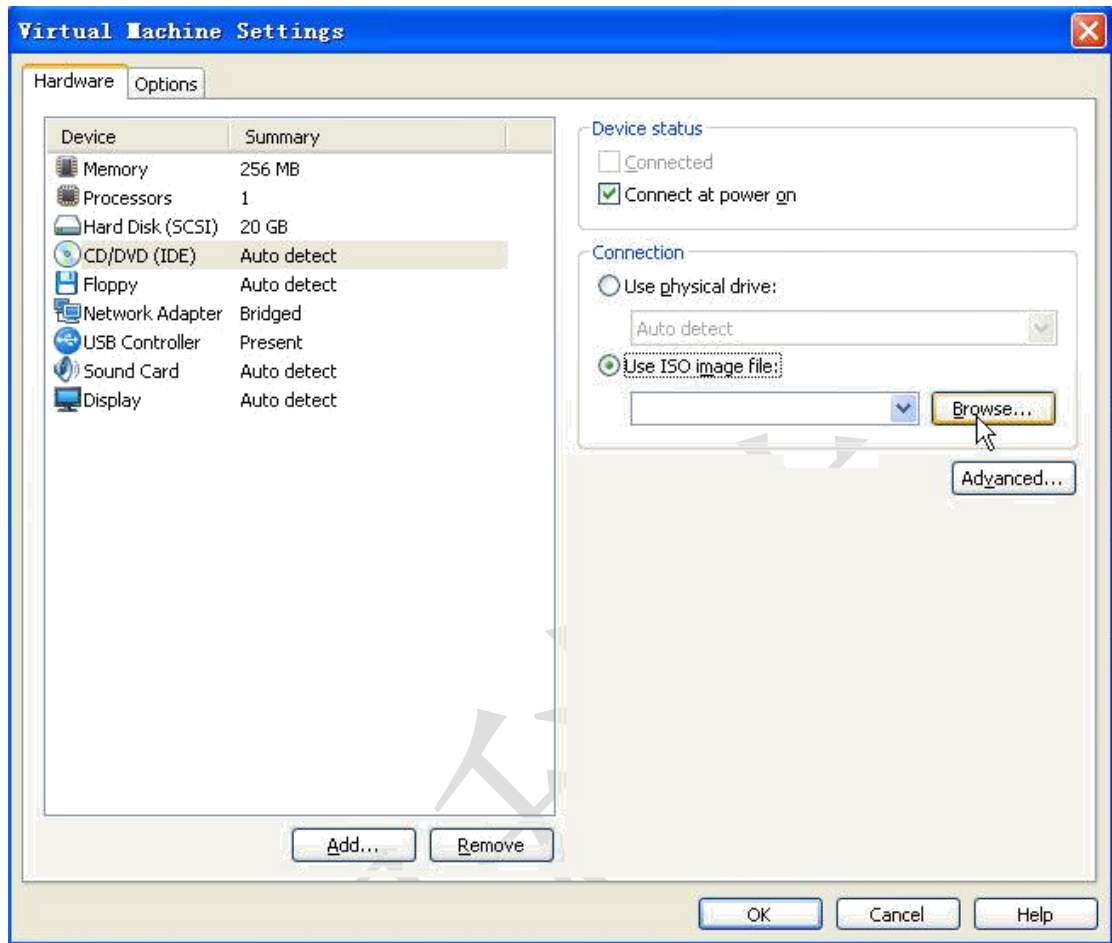 Virtual Machine Settings
Hardware Options
Device Summary
Memory 256 MB
Processors 1
Hard Disk (SCSI) 20 GB
CD/DVD (IDE) Auto detect
Floppy Auto detect
Network Adapter Bridged
USB Controller Present
Sound Card Auto detect
Display Auto detect
Add... Remove
Device status
Connected
Connect at power on
Connection
Use physical drive:
Auto detect
Use ISO image file:
Browse...
Advanced...
OK Cancel Help